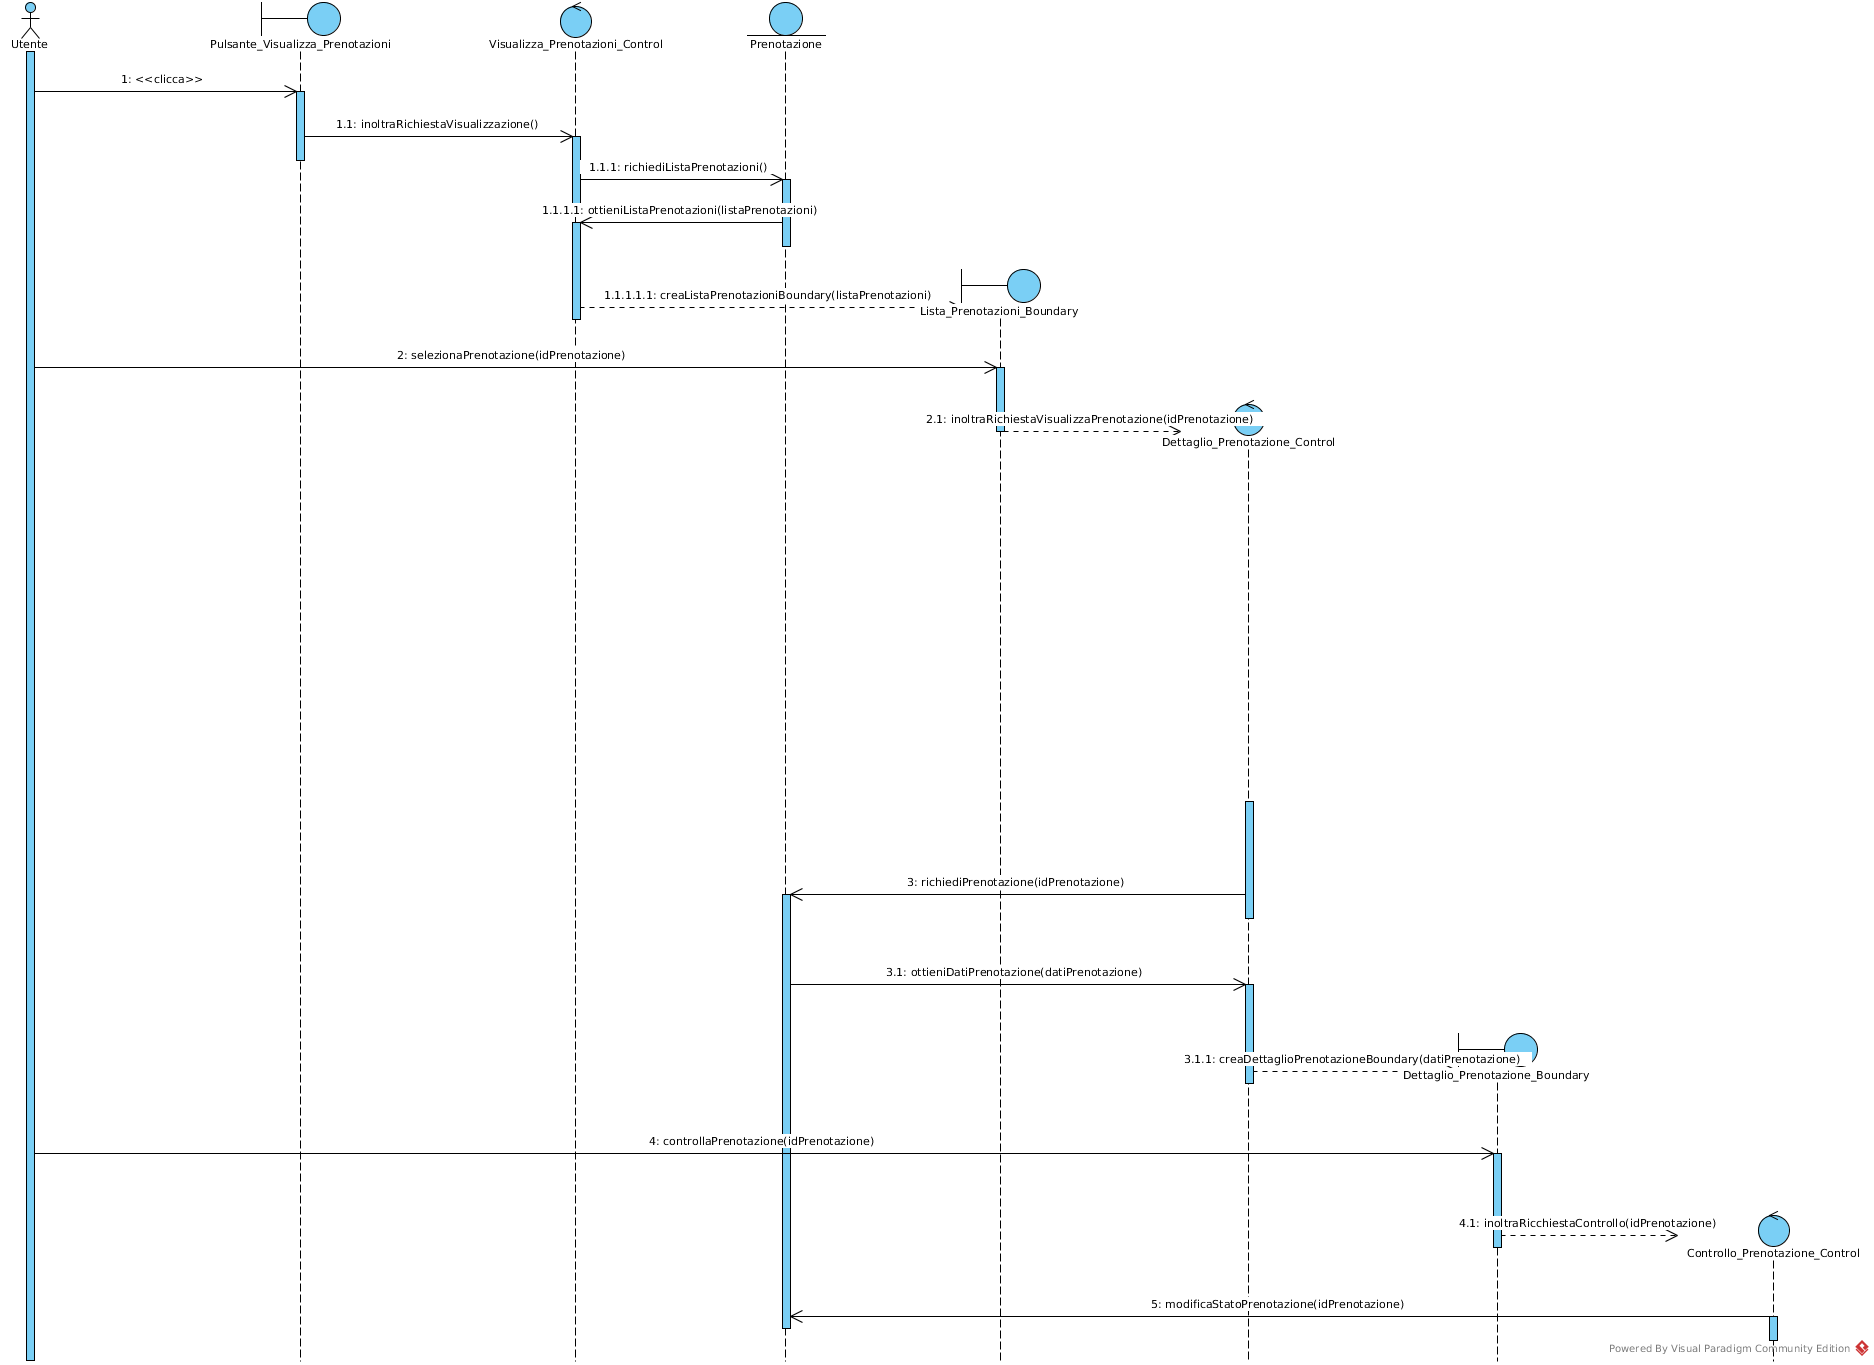 Utente
Pulsante_Visualizza_Prenotazioni
Visualizza_Prenotazioni_Control
Prenotazione
1: <<clicca>>
1.1: inoltraRichiestaVisualizzazione()
1.1.1: richiediListaPrenotazioni()
1.1.1.1: ottieniListaPrenotazioni(listaPrenotazioni)
1.1.1.1.1: creaListaPrenotazioniBoundary(listaPrenotazioni)
Lista_Prenotazioni_Boundary
2: selezionaPrenotazione(idPrenotazione)
2.1: inoltraRichiestaVisualizzaPrenotazione(idPrenotazione)
Dettaglio_Prenotazione_Control
3: richiediPrenotazione(idPrenotazione)
3.1: ottieniDatiPrenotazione(datiPrenotazione)
3.1.1: creaDettaglioPrenotazioneBoundary(datiPrenotazione)
Dettaglio_Prenotazione_Boundary
4: controllaPrenotazione(idPrenotazione)
4.1: inoltraRicchiestaControllo(idPrenotazione)
Controllo_Prenotazione_Control
5: modificaStatoPrenotazione(idPrenotazione)
Powered By Visual Paradigm Community Edition